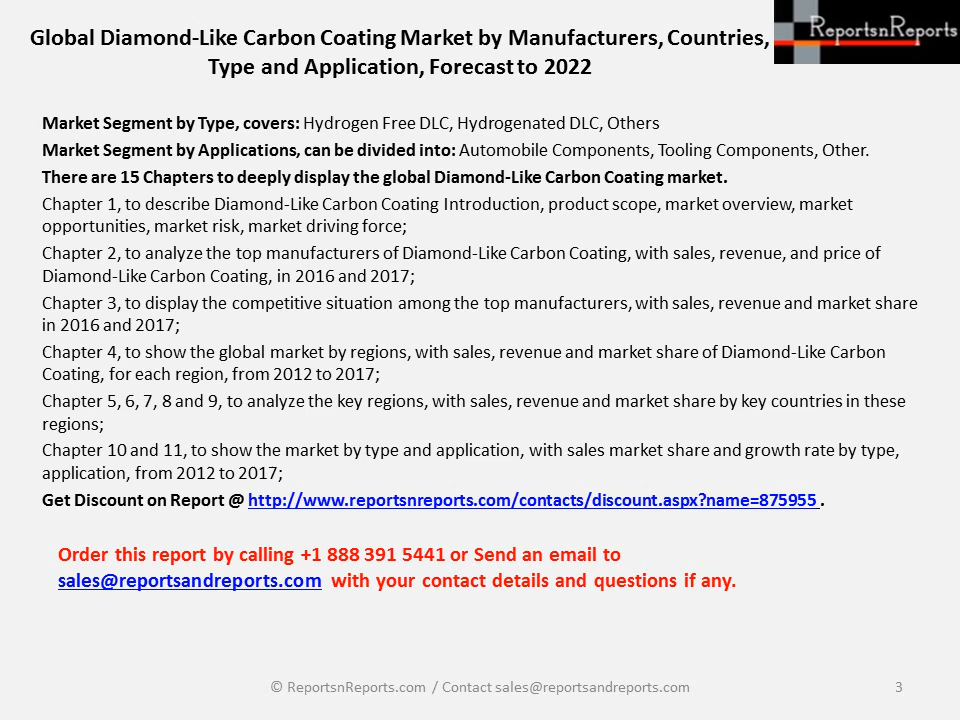 Global Diamond-Like Carbon Coating Market by Manufacturers, Countries,
Type and Application, Forecast to 2022
ReportsnReports
Market Segment by Type, covers: Hydrogen Free DLC, Hydrogenated DLC, Others
Market Segment by Applications, can be divided into: Automobile Components, Tooling Components, Other.
There are 15 Chapters to deeply display the global Diamond-Like Carbon Coating market.
Chapter 1, to describe Diamond-Like Carbon Coating Introduction, product scope, market overview, market
opportunities, market risk, market driving force;
Chapter 2, to analyze the top manufacturers of Diamond-Like Carbon Coating, with sales, revenue, and price of
Diamond-Like Carbon Coating, in 2016 and 2017;
Chapter 3, to display the competitive situation among the top manufacturers, with sales, revenue and market share
in 2016 and 2017;
Chapter 4, to show the global market by regions, with sales, revenue and market share of Diamond-Like Carbon
Coating, for each region, from 2012 to 2017;
Chapter 5, 6, 7, 8 and 9, to analyze the key regions, with sales, revenue and market share by key countries in these
regions;
Chapter 10 and 11, to show the market by type and application, with sales market share and growth rate by type,
application, from 2012 to 2017;
Get Discount on Report @ http://www.reportsnreports.com/contacts/discount.aspx?name=875955 .
Order this report by calling +1 888 391 5441 or Send an email to
sales@reportsandreports.com with your contact details and questions if any.
© ReportsnReports.com / Contact sales@reportsandreports.com
3